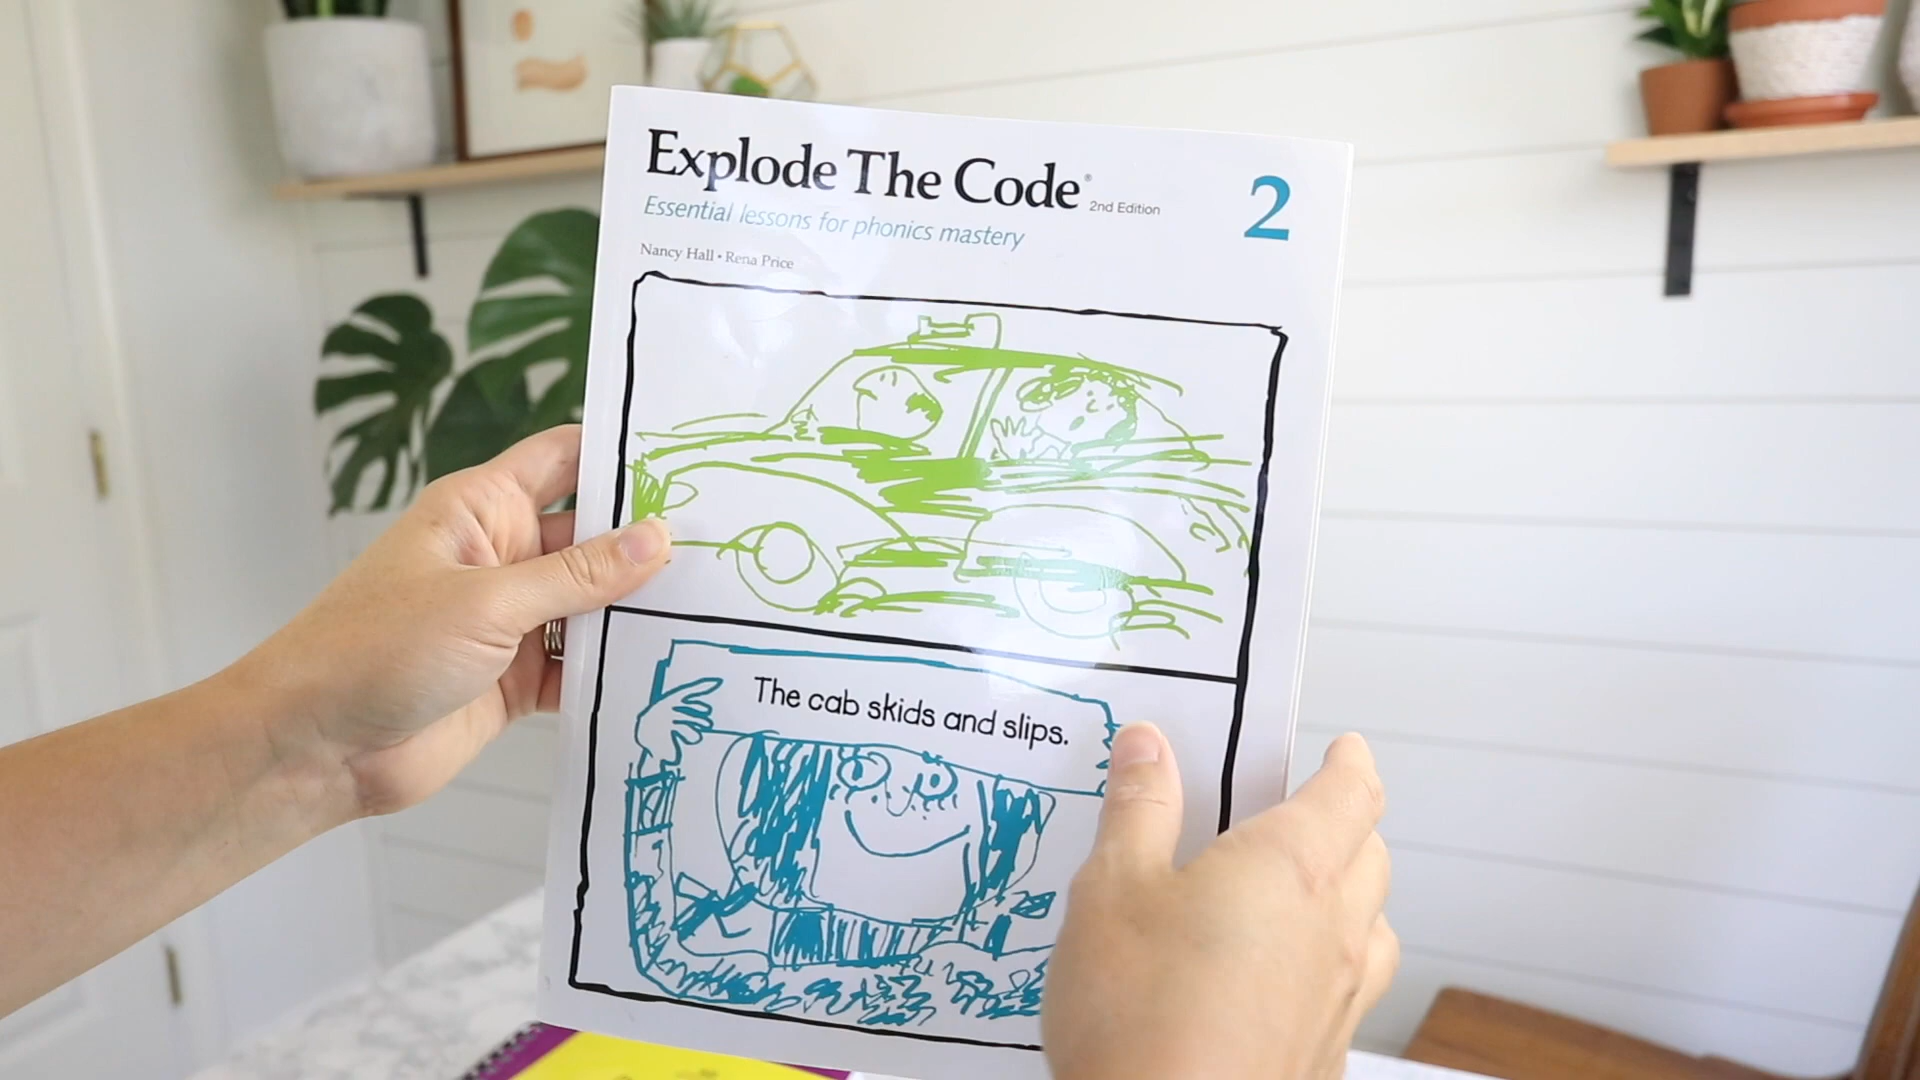 Explode The Code® 2nd Edition
2
Essential lessons for phonics mastery
Nancy Hall • Rena Price
The cab skids and slips.